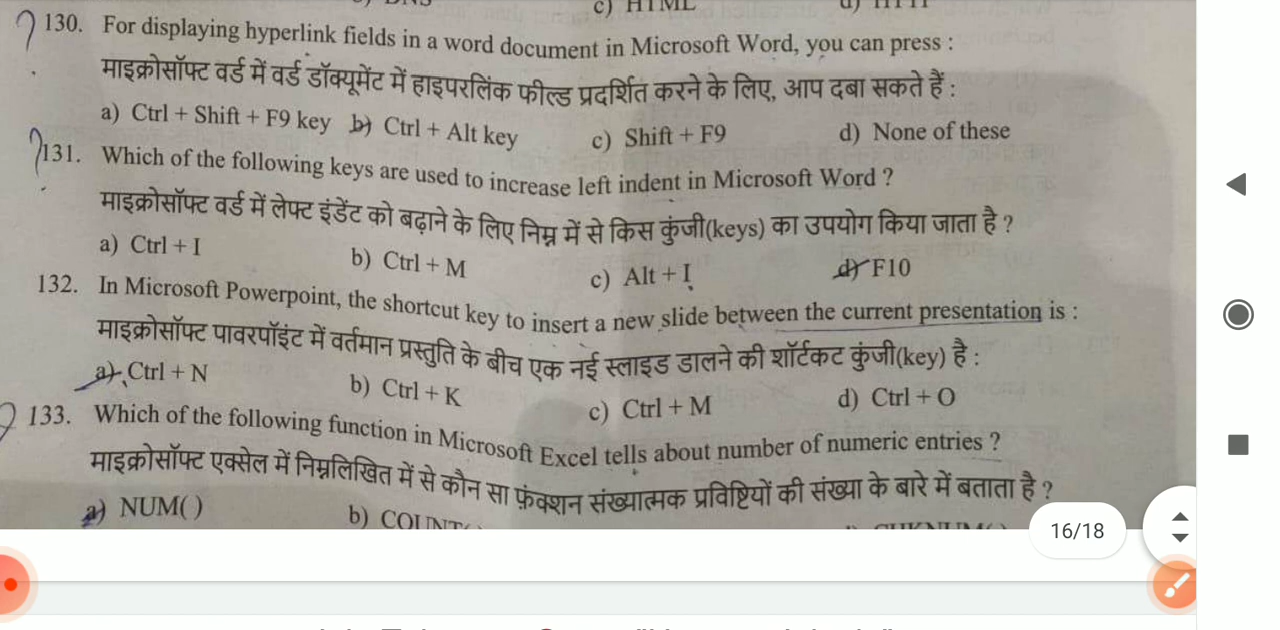 c) HTML
130. For displaying hyperlink fields in a word document in Microsoft Word, you can press :
माइक्रोसॉफ्ट वर्ड में वर्ड डॉक्यूमेंट में हाइपरलिंक फील्ड प्रदर्शित करने के लिए, आप दबा सकते हैं :
a) Ctrl + Shift + F9 key b) Ctrl + Alt key c) Shift + F9 d) None of these
131. Which of the following keys are used to increase left indent in Microsoft Word ?
माइक्रोसॉफ्ट वर्ड में लेफ्ट इंडेंट को बढ़ाने के लिए निम्न में से किस कुंजी(keys) का उपयोग किया जाता है ?
a) Ctrl + I b) Ctrl + M c) Alt + I d) F10
132. In Microsoft Powerpoint, the shortcut key to insert a new slide between the current presentation is :
माइक्रोसॉफ्ट पावरपॉइंट में वर्तमान प्रस्तुति के बीच एक नई स्लाइड डालने की शॉर्टकट कुंजी(key) है :
a) Ctrl + N b) Ctrl + K c) Ctrl + M d) Ctrl + O
133. Which of the following function in Microsoft Excel tells about number of numeric entries ?
माइक्रोसॉफ्ट एक्सेल में निम्नलिखित में से कौन सा फ़ंक्शन संख्यात्मक प्रविष्टियों की संख्या के बारे में बताता है ?
a) NUM( ) b) COUNT(
16/18